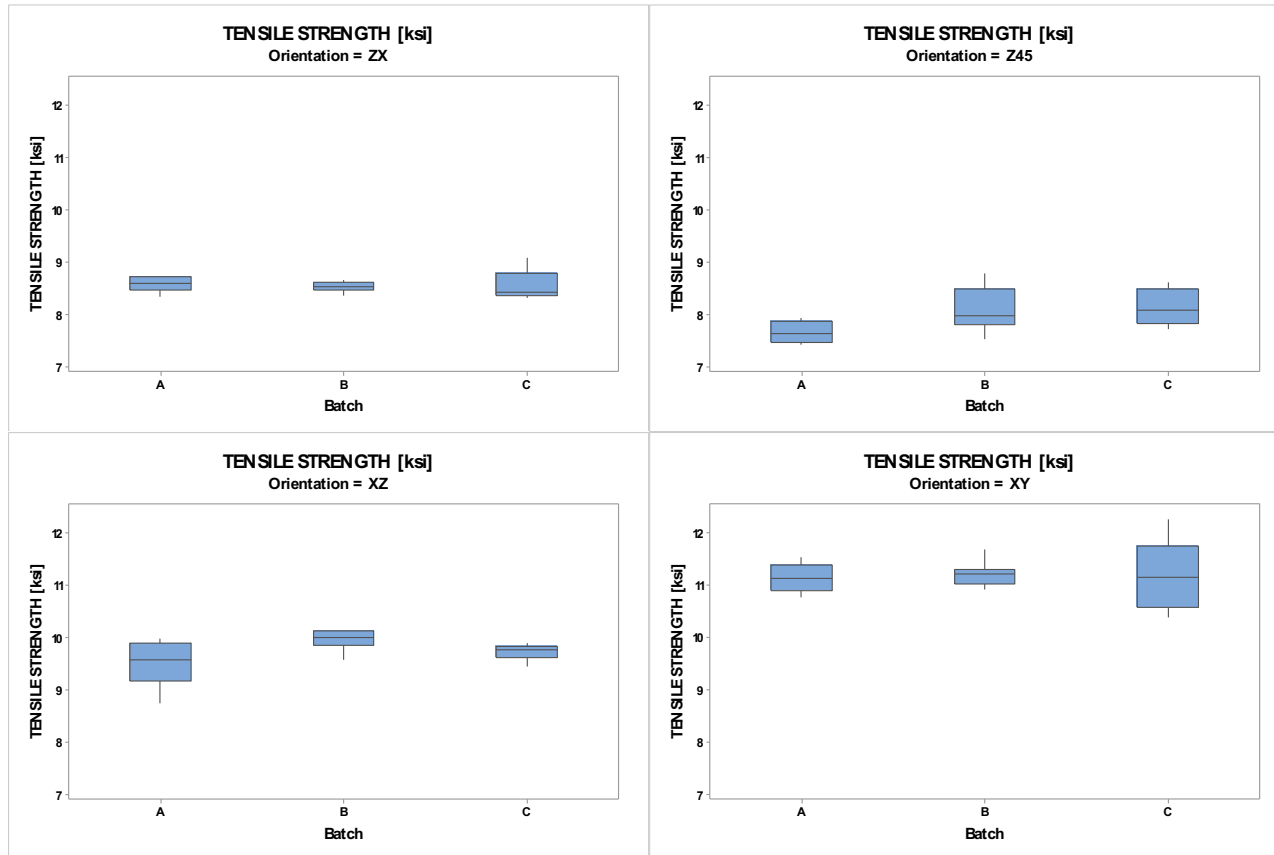 TENSILE STRENGTH [ksi]
Orientation = ZX
TENSILE STRENGTH [ksi]
12
11
10
9
8
7
A B C
Batch
TENSILE STRENGTH [ksi]
Orientation = Z45
TENSILE STRENGTH [ksi]
12
11
10
9
8
7
A B C
Batch
TENSILE STRENGTH [ksi]
Orientation = XZ
TENSILE STRENGTH [ksi]
12
11
10
9
8
7
A B C
Batch
TENSILE STRENGTH [ksi]
Orientation = XY
TENSILE STRENGTH [ksi]
12
11
10
9
8
7
A B C
Batch